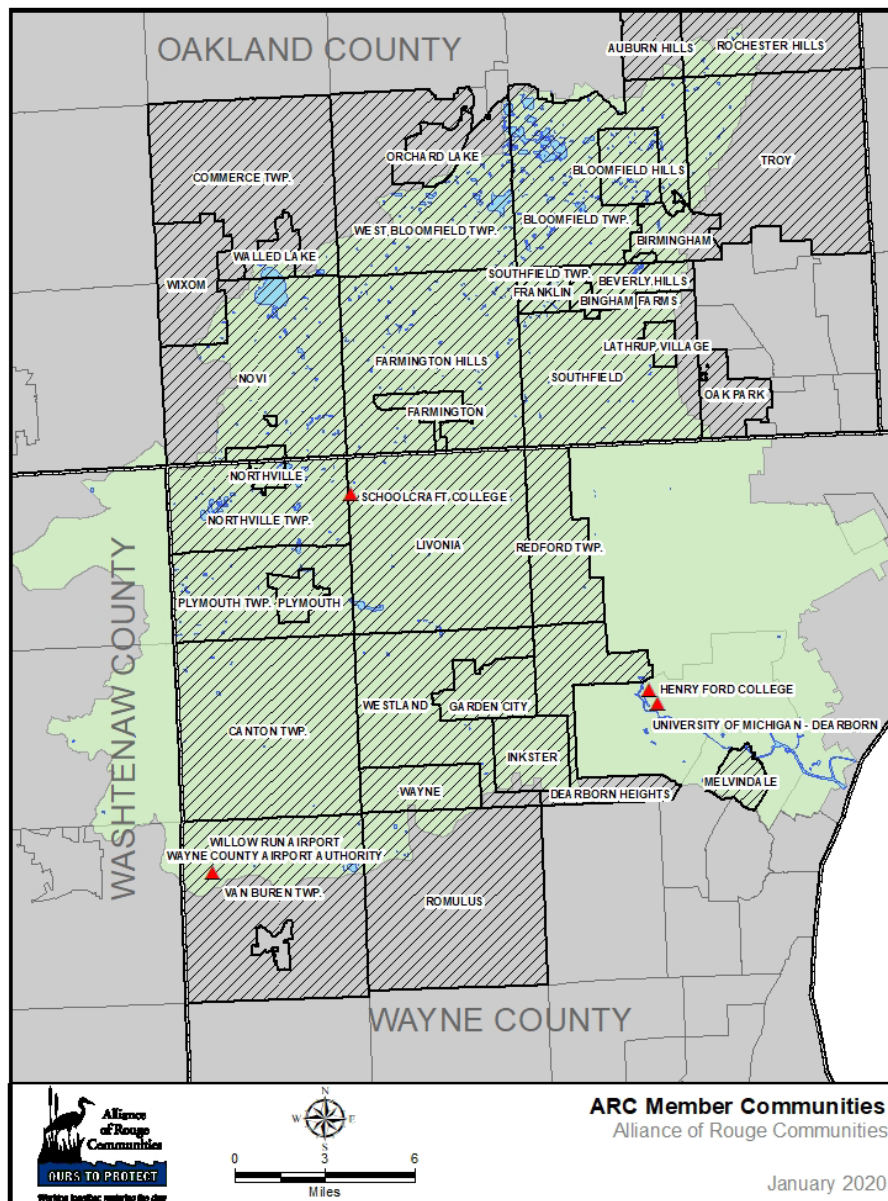 OAKLAND COUNTY
AUBURN HILLS
ROCHESTER HILLS
ORCHARD LAKE
TROY
COMMERCE TWP.
BLOOMFIELD HILLS
WEST BLOOMFIELD TWP.
BLOOMFIELD TWP.
BIRMINGHAM
WALLED LAKE
WIXOM
SOUTHFIELD TWP.
BEVERLY HILLS
FRANKLIN
BINGHAM FARMS
LATHRUP VILLAGE
FARMINGTON HILLS
NOVI
SOUTHFIELD
OAK PARK
FARMINGTON
NORTHVILLE
SCHOOLCRAFT COLLEGE
NORTHVILLE TWP.
LIVONIA
REDFORD TWP.
PLYMOUTH TWP.
PLYMOUTH
WASHTENAW COUNTY
HENRY FORD COLLEGE
WESTLAND
GARDEN CITY
UNIVERSITY OF MICHIGAN - DEARBORN
CANTON TWP.
INKSTER
MELVINDALE
WAYNE
DEARBORN HEIGHTS
WILLOW RUN AIRPORT
WAYNE COUNTY AIRPORT AUTHORITY
VAN BUREN TWP.
ROMULUS
WAYNE COUNTY
Alliance
of Rouge
Communities
OURS TO PROTECT
Working together, restoring the river
N
W E
S
0 3 6
Miles
ARC Member Communities
Alliance of Rouge Communities
January 2020